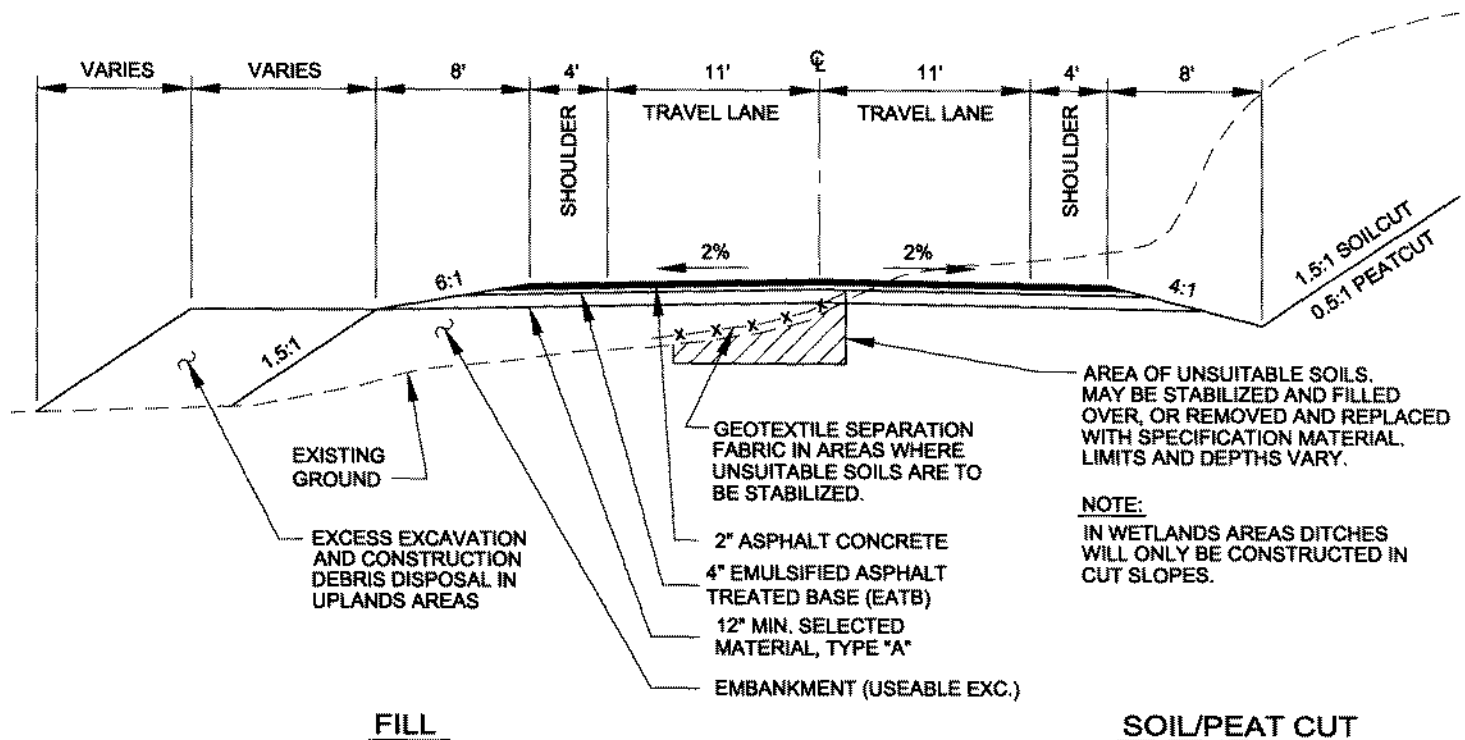 VARIES
VARIES
8'
4'
11'
℄
11'
4'
8'
SHOULDER
TRAVEL LANE
TRAVEL LANE
SHOULDER
2%
2%
6:1
4:1
1.5:1 SOILCUT
0.5:1 PEATCUT
1.5:1
x x x x x
EXISTING
GROUND
GEOTEXTILE SEPARATION
FABRIC IN AREAS WHERE
UNSUITABLE SOILS ARE TO
BE STABILIZED.
AREA OF UNSUITABLE SOILS.
MAY BE STABILIZED AND FILLED
OVER, OR REMOVED AND REPLACED
WITH SPECIFICATION MATERIAL.
LIMITS AND DEPTHS VARY.
NOTE:
IN WETLANDS AREAS DITCHES
WILL ONLY BE CONSTRUCTED IN
CUT SLOPES.
EXCESS EXCAVATION
AND CONSTRUCTION
DEBRIS DISPOSAL IN
UPLANDS AREAS
2" ASPHALT CONCRETE
4" EMULSIFIED ASPHALT
TREATED BASE (EATB)
12" MIN. SELECTED
MATERIAL, TYPE "A"
EMBANKMENT (USEABLE EXC.)
FILL
SOIL/PEAT CUT